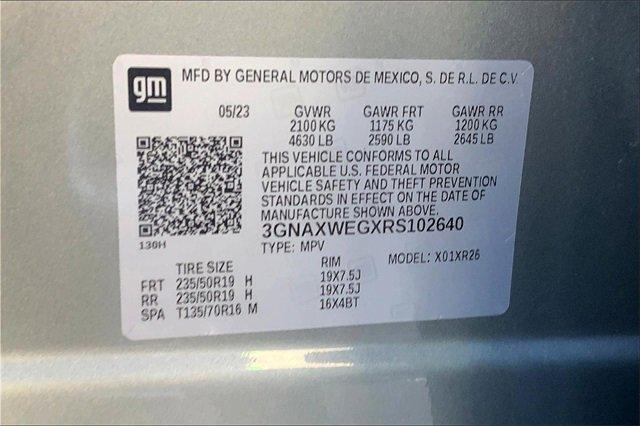 gm
MFD BY GENERAL MOTORS DE MEXICO, S. DE R.L. DE C.V.
05/23 GVWR GAWR FRT GAWR RR
2100 KG 1175 KG 1200 KG
4630 LB 2590 LB 2645 LB
THIS VEHICLE CONFORMS TO ALL
APPLICABLE U.S. FEDERAL MOTOR
VEHICLE SAFETY AND THEFT PREVENTION
STANDARDS IN EFFECT ON THE DATE OF
MANUFACTURE SHOWN ABOVE.
3GNAXWEGXRS102640
130H TYPE: MPV MODEL: X01XR26
TIRE SIZE RIM
FRT 235/50R19 H 19X7.5J
RR 235/50R19 H 19X7.5J
SPA T135/70R16 M 16X4BT